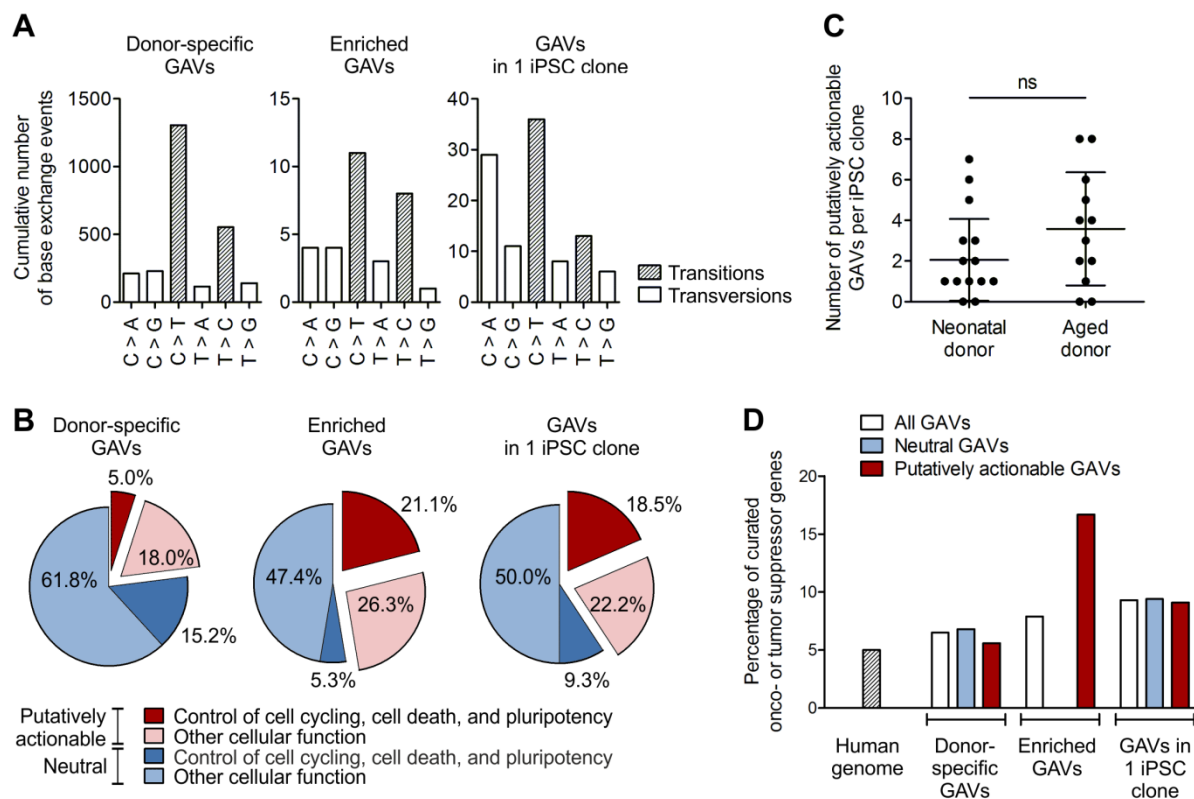 A
Donor-specific
GAVs
Enriched
GAVs
GAVs
in 1 iPSC clone
Cumulative number
of base exchange events
1500
1000
500
0
15
10
5
0
40
30
20
10
0
C > A
C > G
C > T
T > A
T > C
T > G
C > A
C > G
C > T
T > A
T > C
T > G
C > A
C > G
C > T
T > A
T > C
T > G
Transitions
Transversions
B
Donor-specific
GAVs
Enriched
GAVs
GAVs
in 1 iPSC clone
5.0%
18.0%
61.8%
15.2%
21.1%
47.4%
26.3%
5.3%
18.5%
50.0%
22.2%
9.3%
Putatively
actionable
Control of cell cycling, cell death, and pluripotency
Other cellular function
Neutral
Control of cell cycling, cell death, and pluripotency
Other cellular function
C
ns
Number of putatively actionable
GAVs per iPSC clone
10
8
6
4
2
0
Neonatal
donor
Aged
donor
D
All GAVs
Neutral GAVs
Putatively actionable GAVs
Percentage of curated
onco- or tumor suppressor genes
20
15
10
5
0
Human
genome
Donor-
specific
GAVs
Enriched
GAVs
GAVs in
1 iPSC
clone